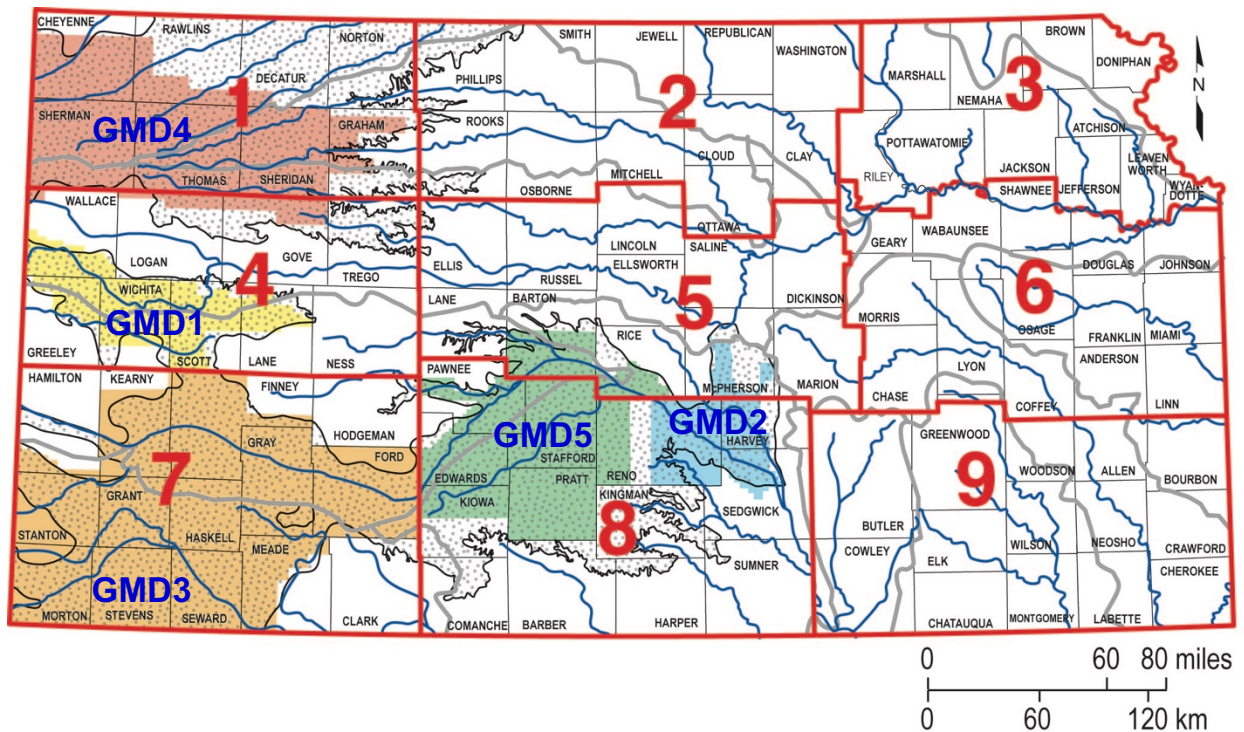 CHEYENNE
RAWLINS
NORTON
DECATUR
SHERMAN
1
GMD4
GRAHAM
THOMAS
SHERIDAN
SMITH
JEWELL
REPUBLICAN
WASHINGTON
PHILLIPS
ROOKS
2
CLOUD
CLAY
MITCHELL
OSBORNE
BROWN
DONIPHAN
MARSHALL
NEMAHA
3
ATCHISON
POTTAWATOMIE
JACKSON
LEAVEN
WORTH
RILEY
SHAWNEE
JEFFERSON
WYAN-
DOTTE
N
WALLACE
LOGAN
GOVE
TREGO
WICHITA
4
GMD1
GREELEY
SCOTT
LANE
NESS
OTTAWA
LINCOLN
SALINE
ELLSWORTH
ELLIS
RUSSEL
LANE
BARTON
5
DICKINSON
RICE
PAWNEE
McPHERSON
MARION
GEARY
WABAUNSEE
DOUGLAS
JOHNSON
6
MORRIS
OSAGE
FRANKLIN
MIAMI
ANDERSON
LYON
CHASE
COFFEY
LINN
HAMILTON
KEARNY
FINNEY
HODGEMAN
GRAY
FORD
7
GRANT
STANTON
HASKELL
MEADE
GMD3
MORTON
STEVENS
SEWARD
CLARK
GMD5
GMD2
HARVEY
STAFFORD
EDWARDS
PRATT
RENO
KIOWA
KINGMAN
8
SEDGWICK
SUMNER
COMANCHE
BARBER
HARPER
GREENWOOD
WOODSON
ALLEN
BOURBON
9
BUTLER
COWLEY
WILSON
NEOSHO
CRAWFORD
ELK
CHEROKEE
CHATAUQUA
MONTGOMERY
LABETTE
0 60 80 miles
0 60 120 km